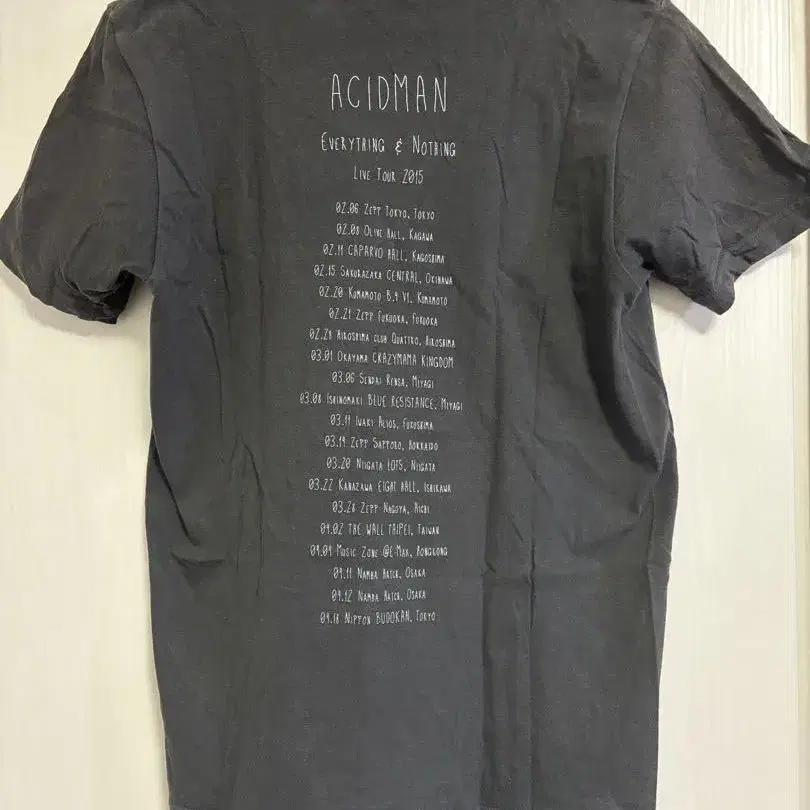 ACIDMAN
EVERYTHING & NOTHING
LIVE TOUR 2015
02.06 ZEPP TOKYO, TOKYO
02.08 OLIVE HALL, KAGAWA
02.11 CAPARVO HALL, KAGOSHIMA
02.15 SAKURAZAKA CENTRAL, OKINAWA
02.20 KUMAMOTO B.9 V1, KUMAMOTO
02.21 ZEPP FUKUOKA, FUKUOKA
02.28 HIROSHIMA CLUB QUATTRO, HIROSHIMA
03.01 OKAYAMA CRAZYMAMA KINGDOM
03.06 SENDAI RENSA, MIYAGI
03.08 ISHINOMAKI BLUE RESISTANCE, MIYAGI
03.11 IWAKI ALIOS, FUKUSHIMA
03.14 ZEPP SAPPORO, HOKKAIDO
03.20 NIIGATA LOTS, NIIGATA
03.22 KANAZAWA EIGHT HALL, ISHIKAWA
03.28 ZEPP NAGOYA, AICHI
04.02 THE WALL TAIPEI, TAIWAN
04.04 MUSIC ZONE @E-MAX, HONGKONG
04.11 NAMBA HATCH, OSAKA
04.12 NAMBA HATCH, OSAKA
04.18 NIPPON BUDOKAN, TOKYO